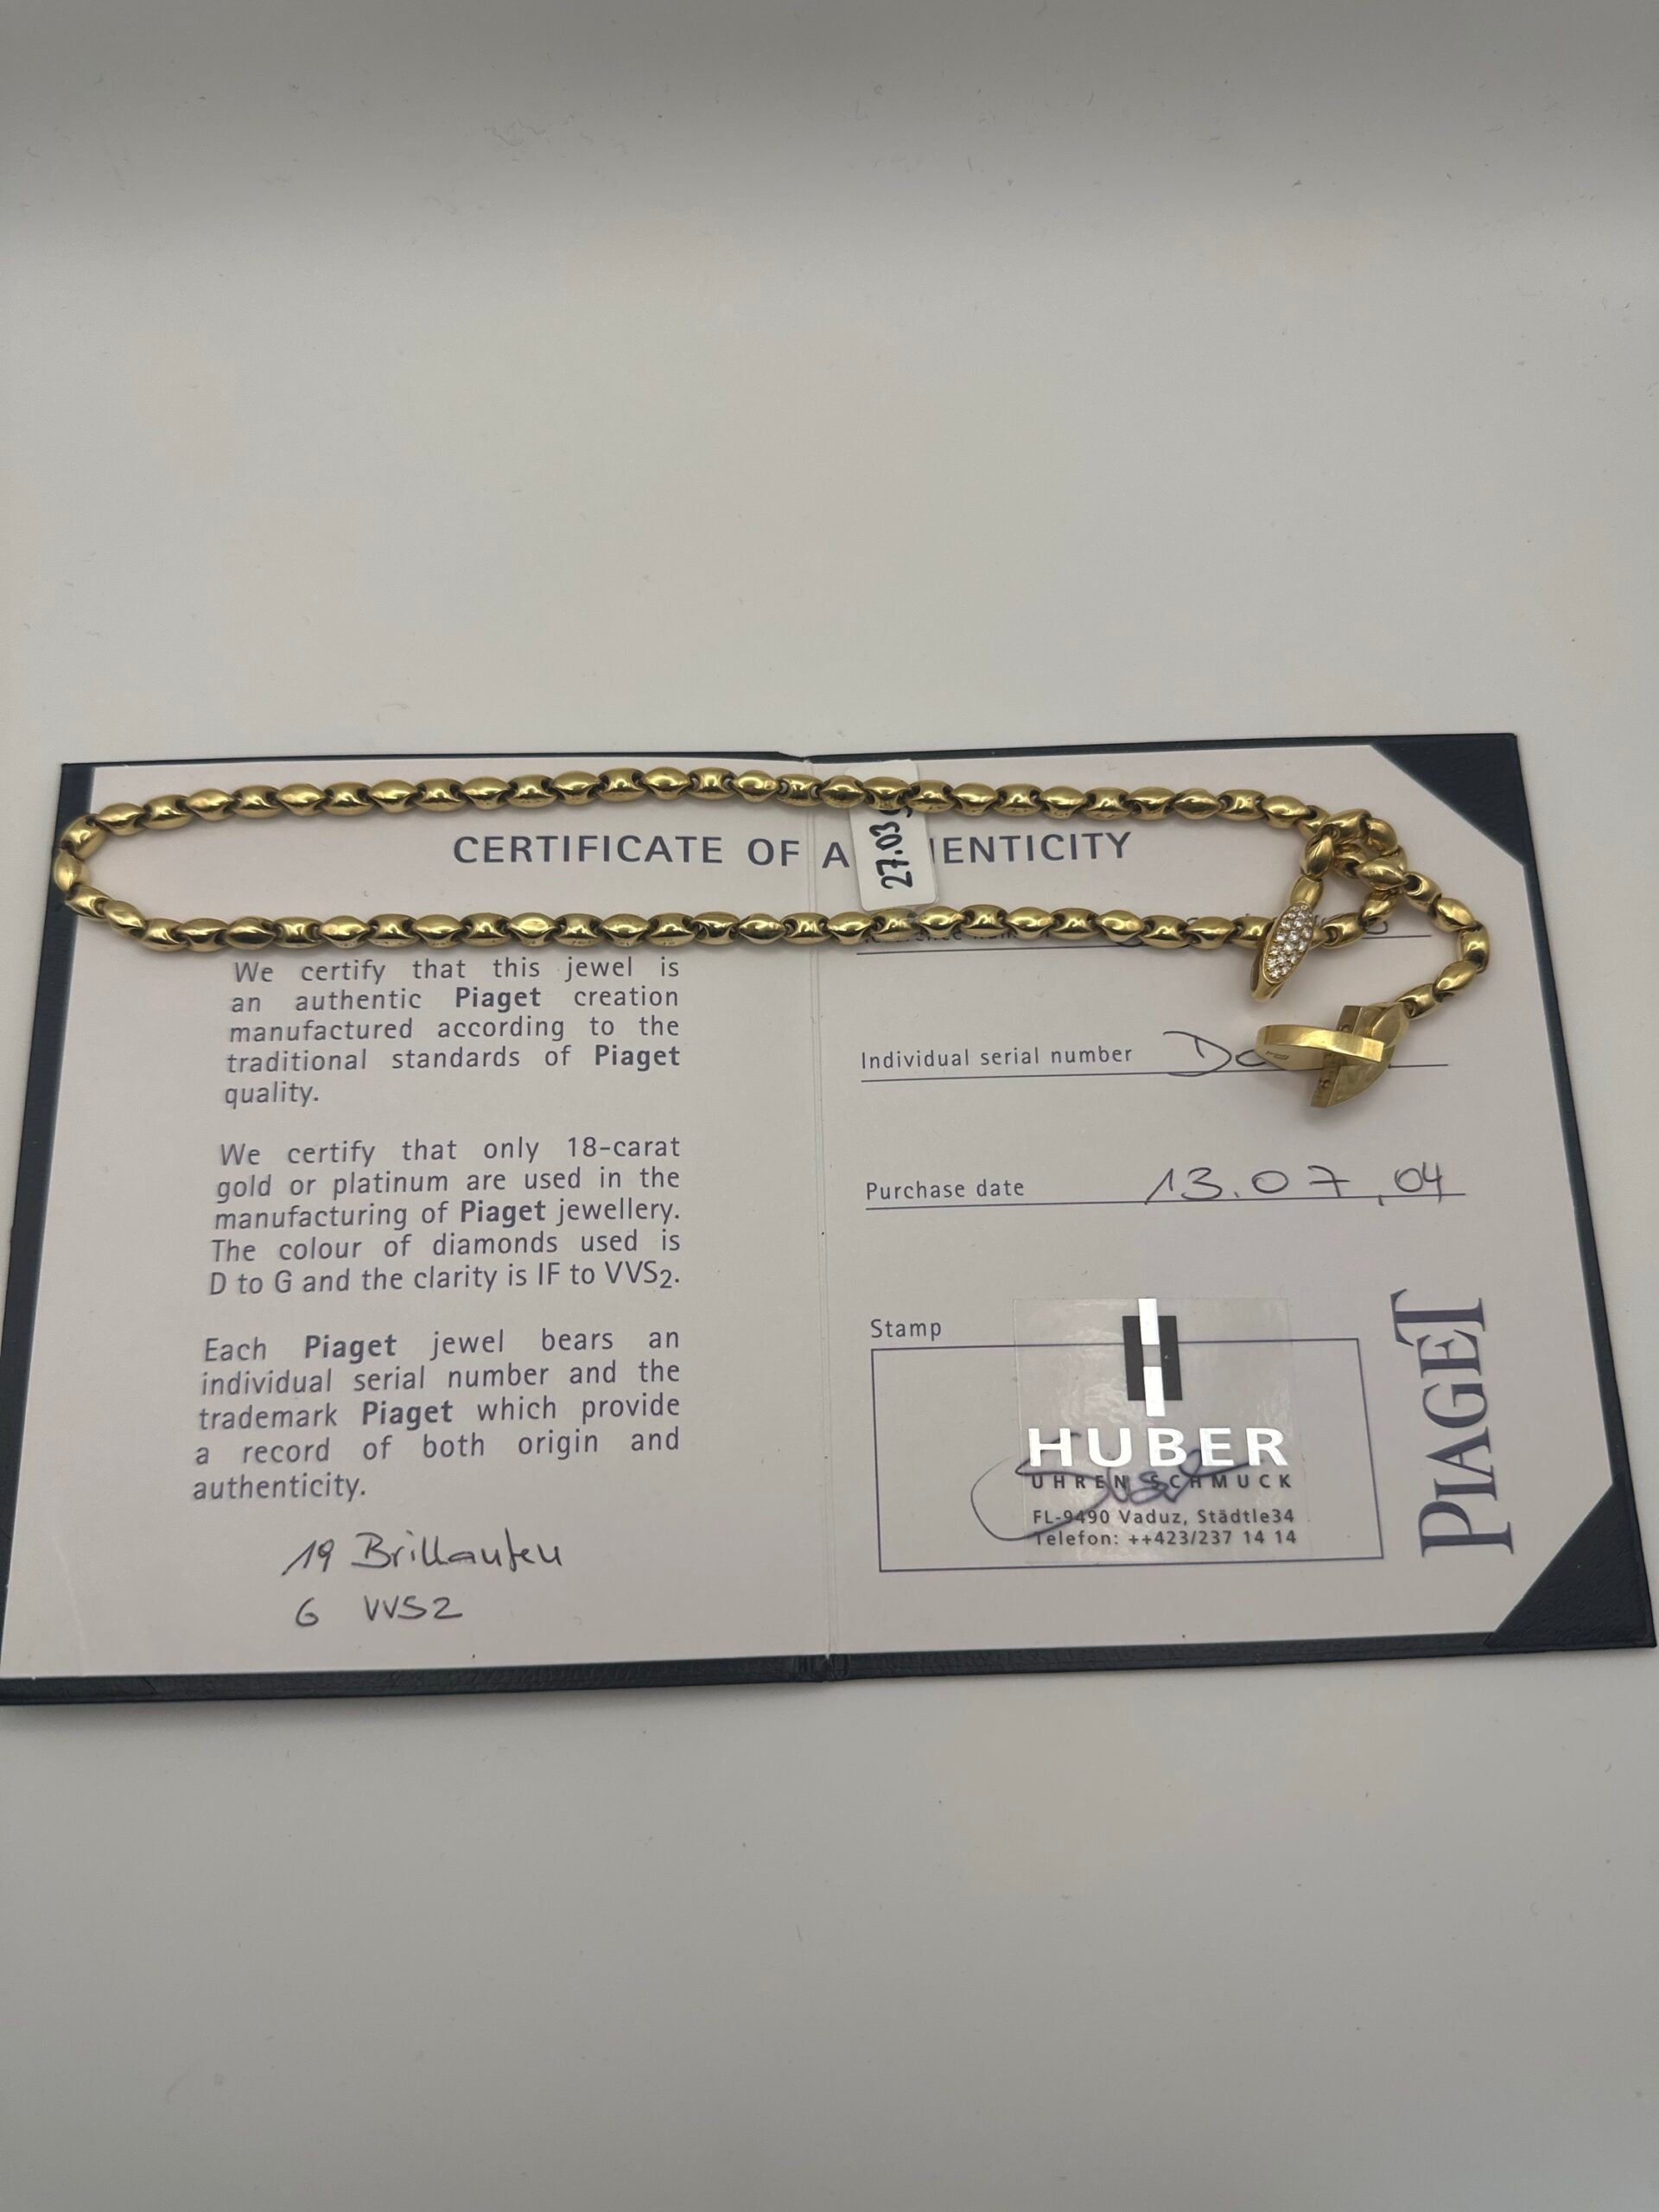 CERTIFICATE OF A ENTICITY
27.03
We certify that this jewel is
an authentic Piaget creation
manufactured according to the
traditional standards of Piaget
quality.
We certify that only 18-carat
gold or platinum are used in the
manufacturing of Piaget jewellery.
The colour of diamonds used is
D to G and the clarity is IF to VVS2.
Each Piaget jewel bears an
individual serial number and the
trademark Piaget which provide
a record of both origin and
authenticity.
19 Brillanten
G VVS2
Individual serial number
Purchase date 13.07.04
Stamp
HUBER
UHREN SCHMUCK
FL-9490 Vaduz, Städtle34
Telefon: ++423/237 14 14
PIAGET